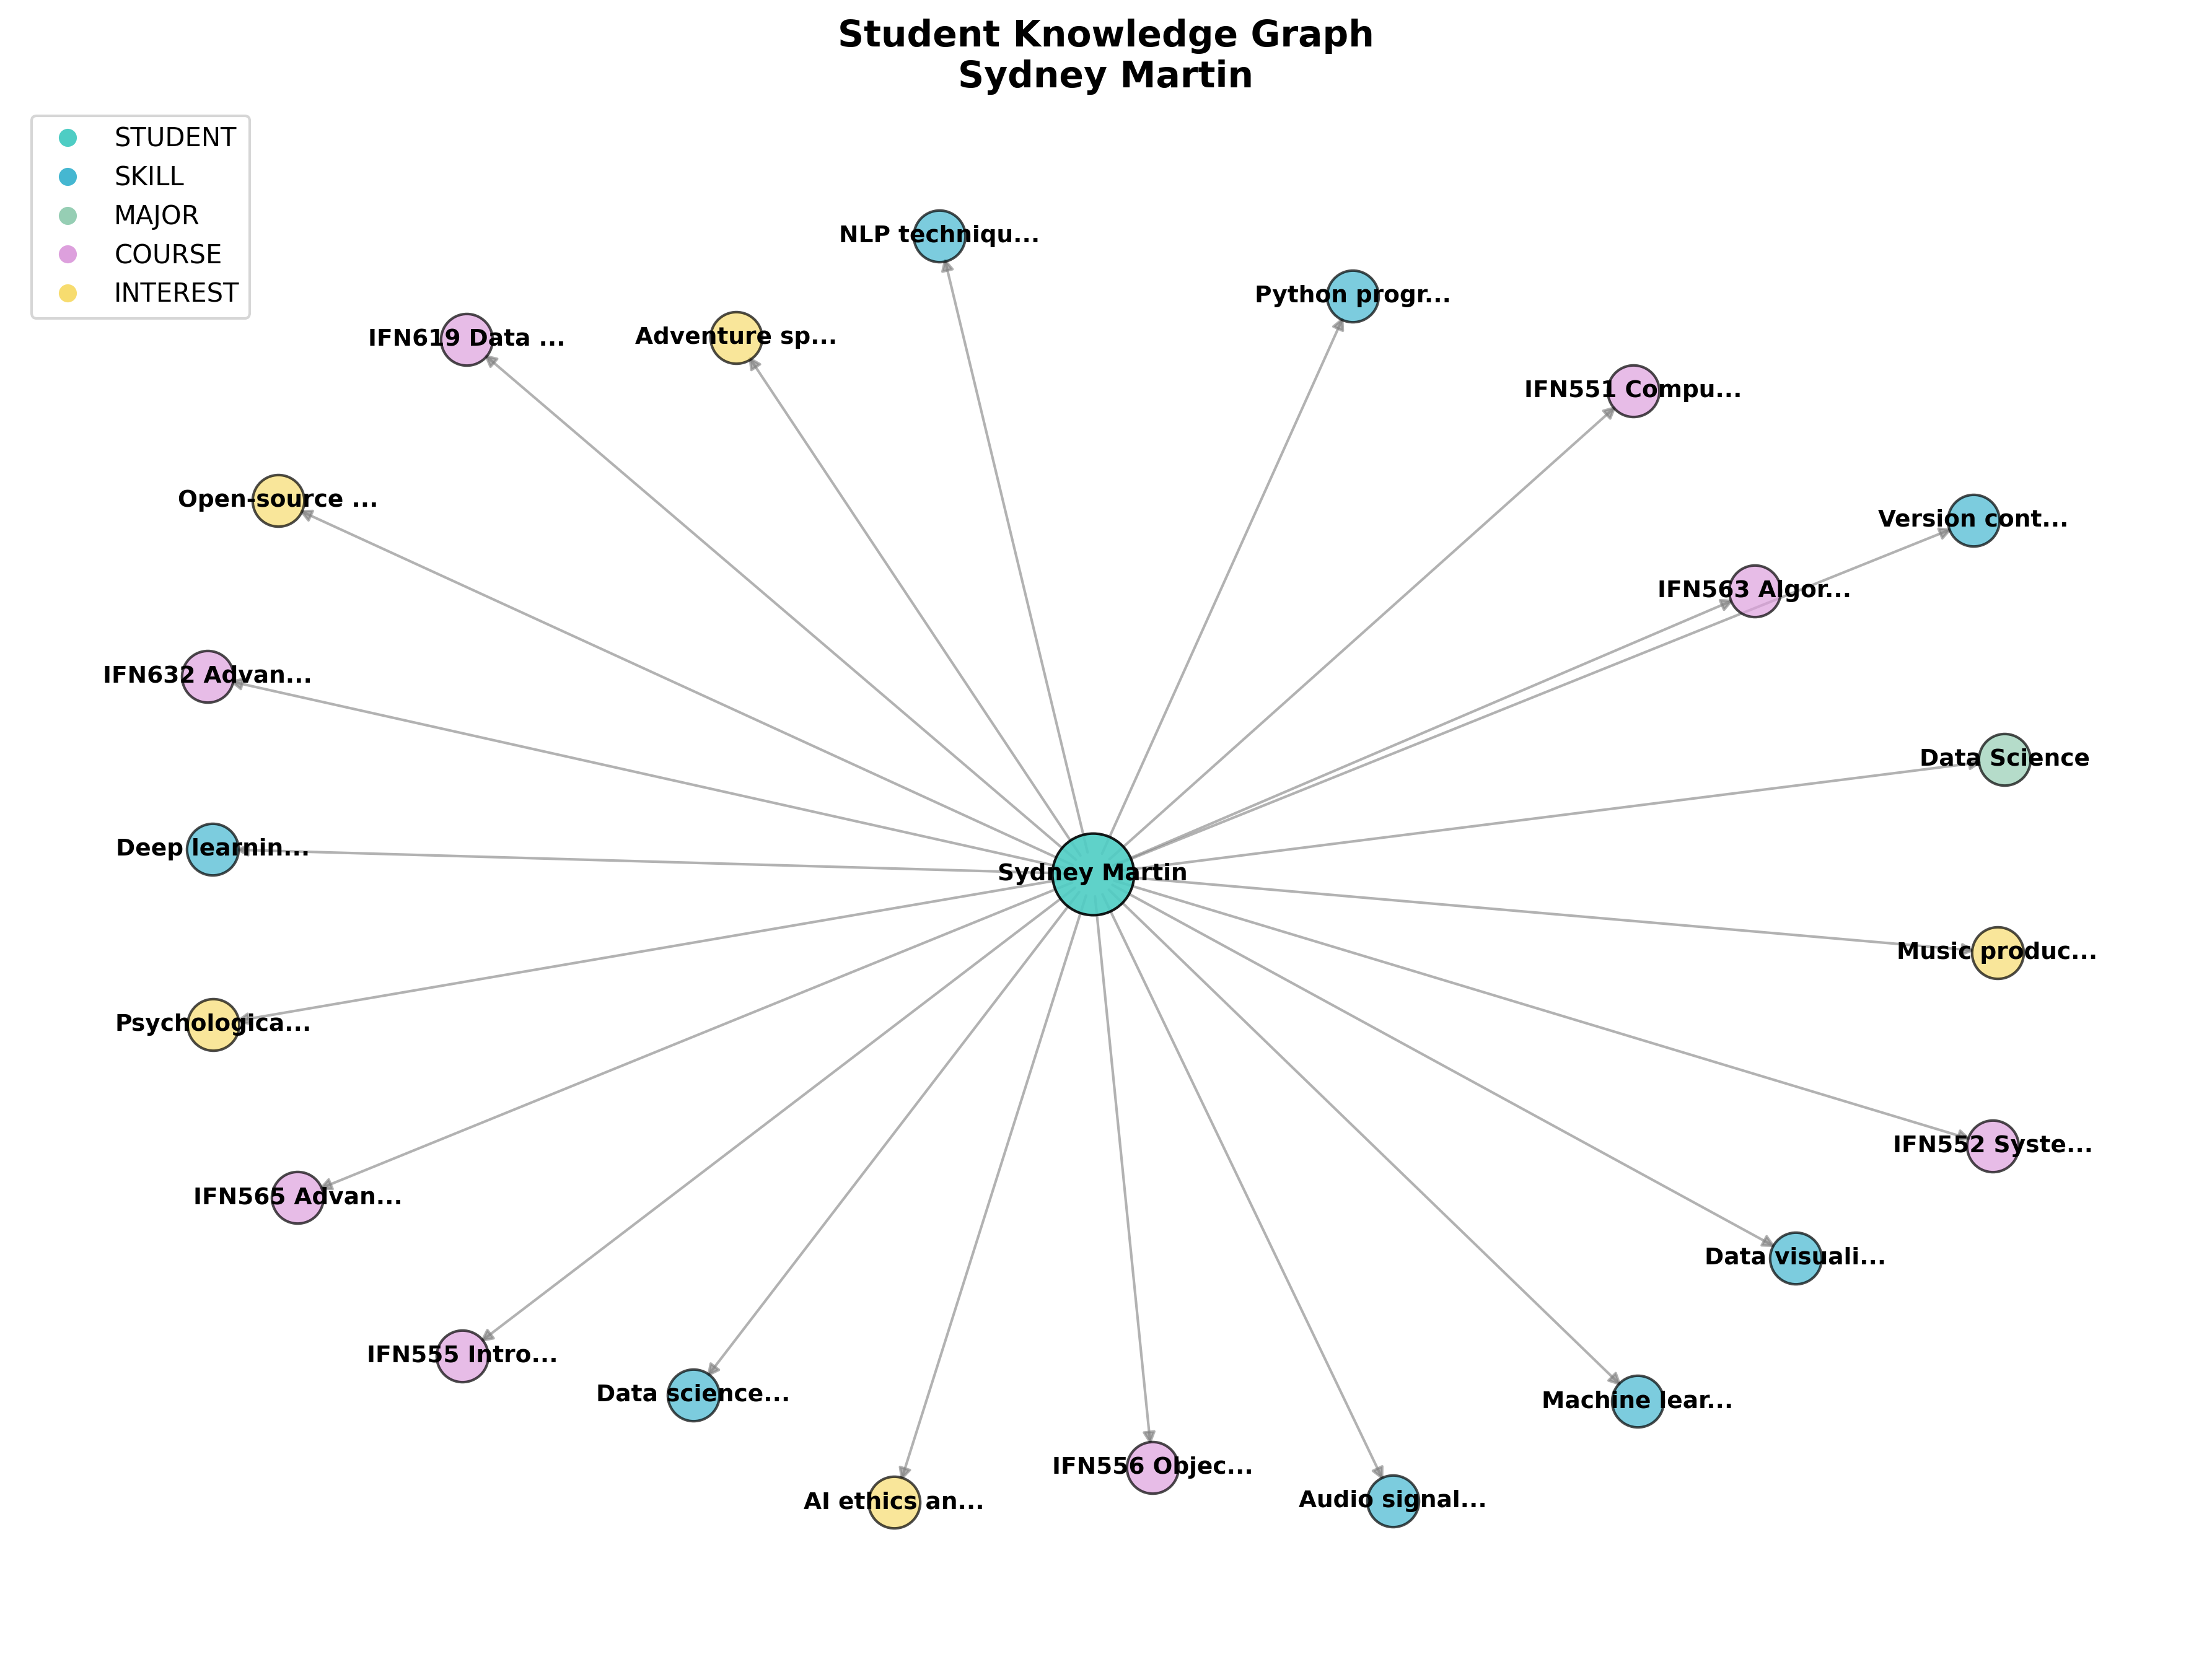 Student Knowledge Graph
Sydney Martin
STUDENT
SKILL
MAJOR
COURSE
INTEREST
NLP techniqu...
Python progr...
IFN619 Data ...
Adventure sp...
IFN551 Compu...
Open-source ...
Version cont...
IFN563 Algor...
IFN632 Advan...
Data Science
Deep learnin...
Sydney Martin
Music produc...
Psychologica...
IFN552 Syste...
IFN565 Advan...
Data visuali...
IFN555 Intro...
Data science...
Machine lear...
IFN556 Objec...
AI ethics an...
Audio signal...